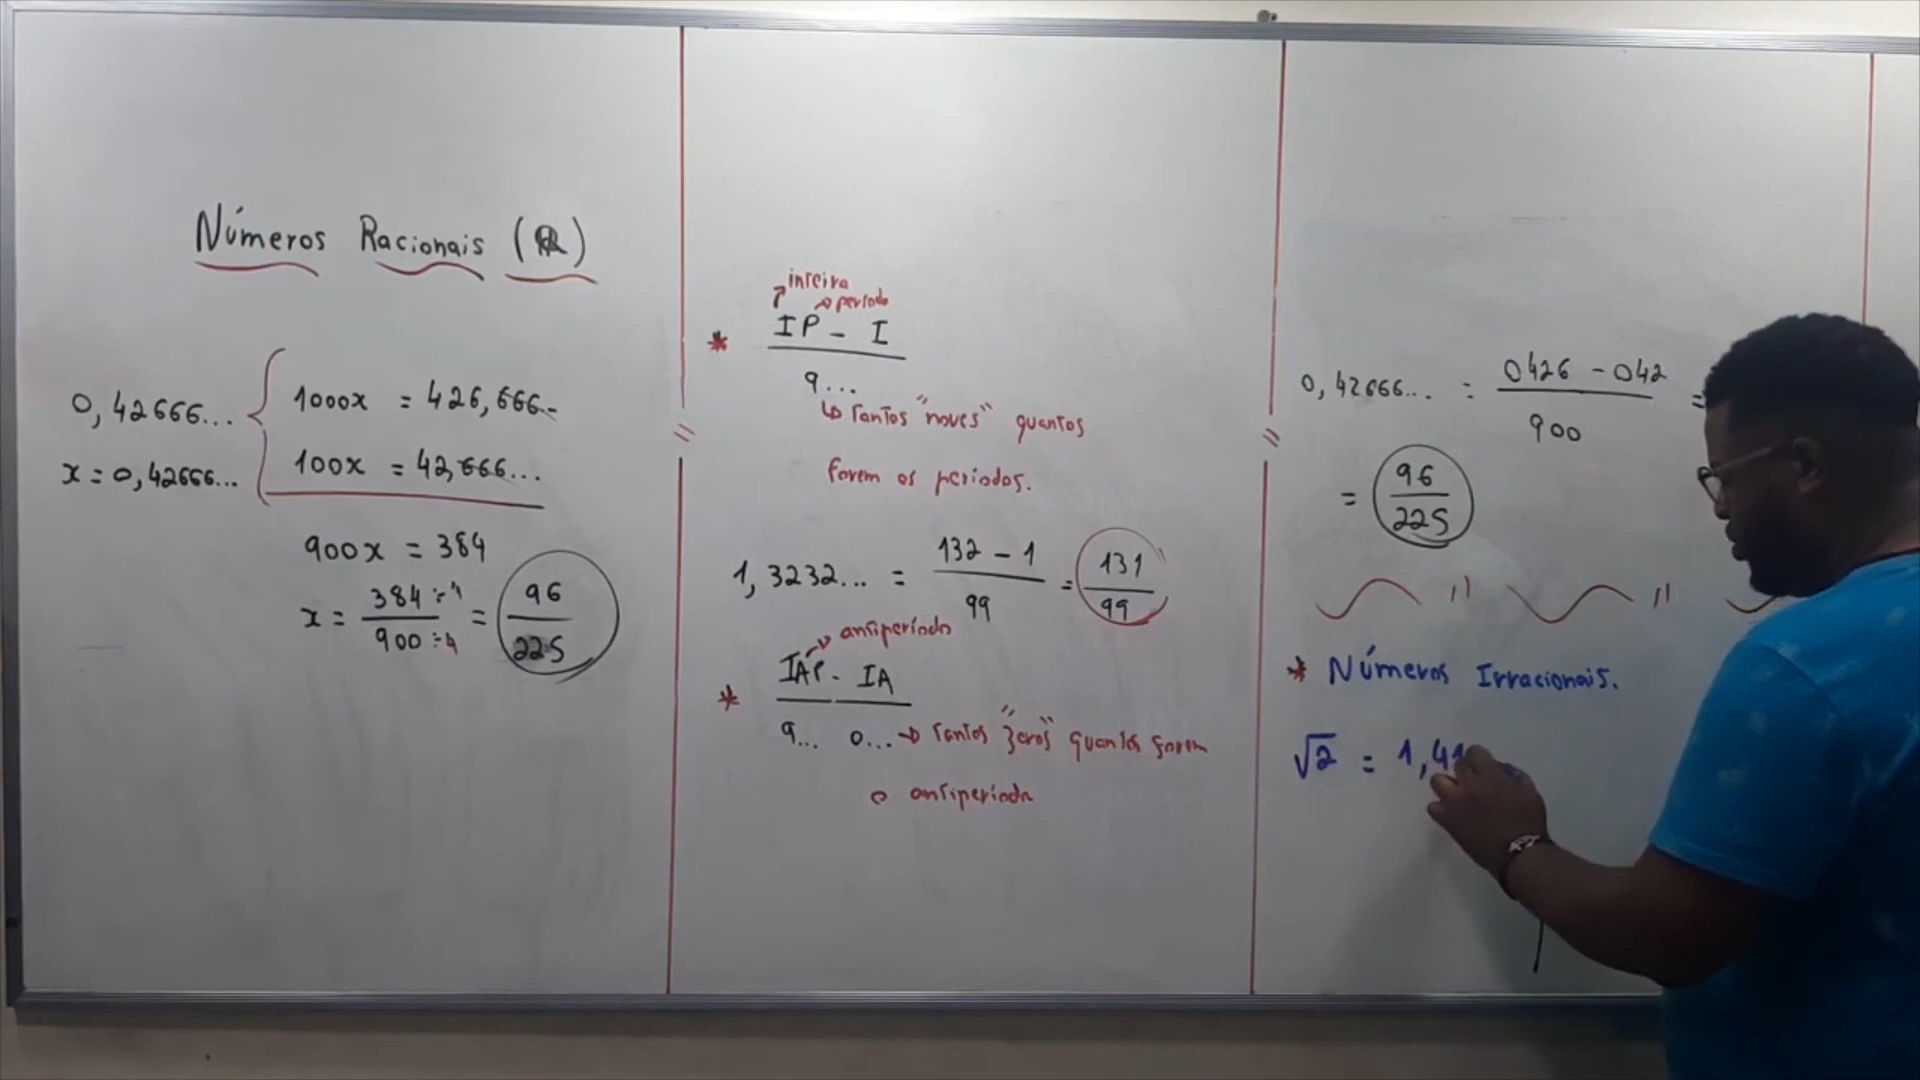 Números Racionais (Q)
0,42666...
x = 0,42666...
1000x = 426,666...
100x = 42,666...
900x = 384
x = 384 ÷4 / 900 ÷4 = 96 / 225
inteira
período
* IP - I / 9...
↳ Tantos "noves" quantos
forem os períodos.
1,3232... = 132 - 1 / 99 = 131 / 99
antiperíodo
* IAP - IA / 9... 0... → Tantos "zeros" quantos forem
o antiperíodo
0,42666... = 0426 - 042 / 900 =
= 96 / 225
* Números Irracionais.
√2 = 1,41